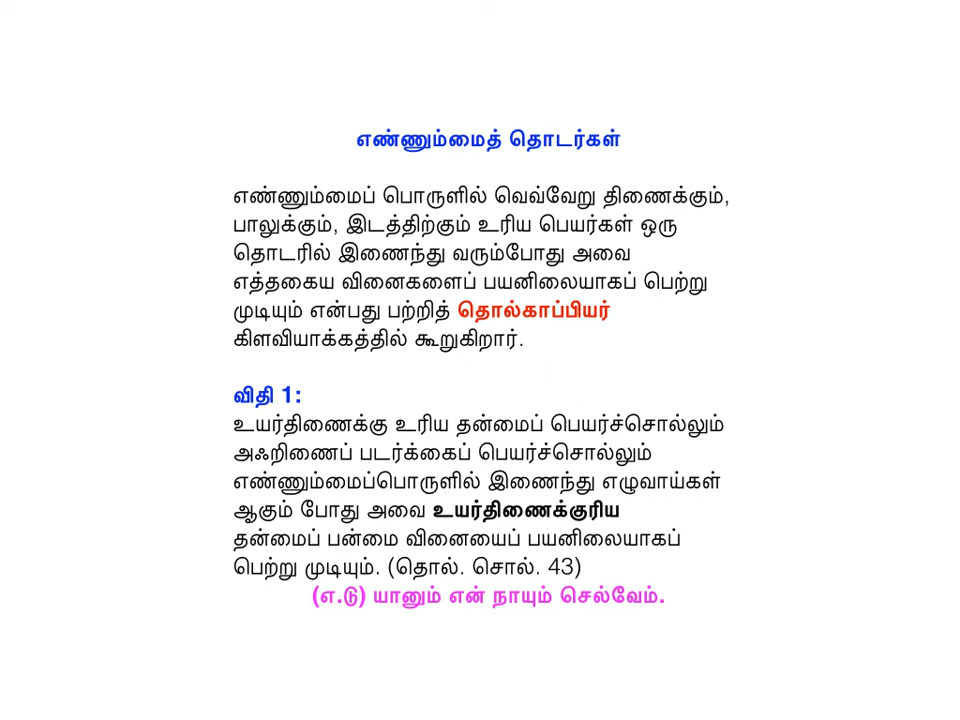 எண்ணும்மைத் தொடர்கள்
எண்ணும்மைப் பொருளில் வெவ்வேறு திணைக்கும்,
பாலுக்கும், இடத்திற்கும் உரிய பெயர்கள் ஒரு
தொடரில் இணைந்து வரும்போது அவை
எத்தகைய வினைகளைப் பயனிலையாகப் பெற்று
முடியும் என்பது பற்றித் தொல்காப்பியர்
கிளவியாக்கத்தில் கூறுகிறார்.
விதி 1:
உயர்திணைக்கு உரிய தன்மைப் பெயர்ச்சொல்லும்
அஃறிணைப் படர்க்கைப் பெயர்ச்சொல்லும்
எண்ணும்மைப்பொருளில் இணைந்து எழுவாய்கள்
ஆகும் போது அவை உயர்திணைக்குரிய
தன்மைப் பன்மை வினையைப் பயனிலையாகப்
பெற்று முடியும். (தொல். சொல். 43)
(எ.டு) யானும் என் நாயும் செல்வேம்.